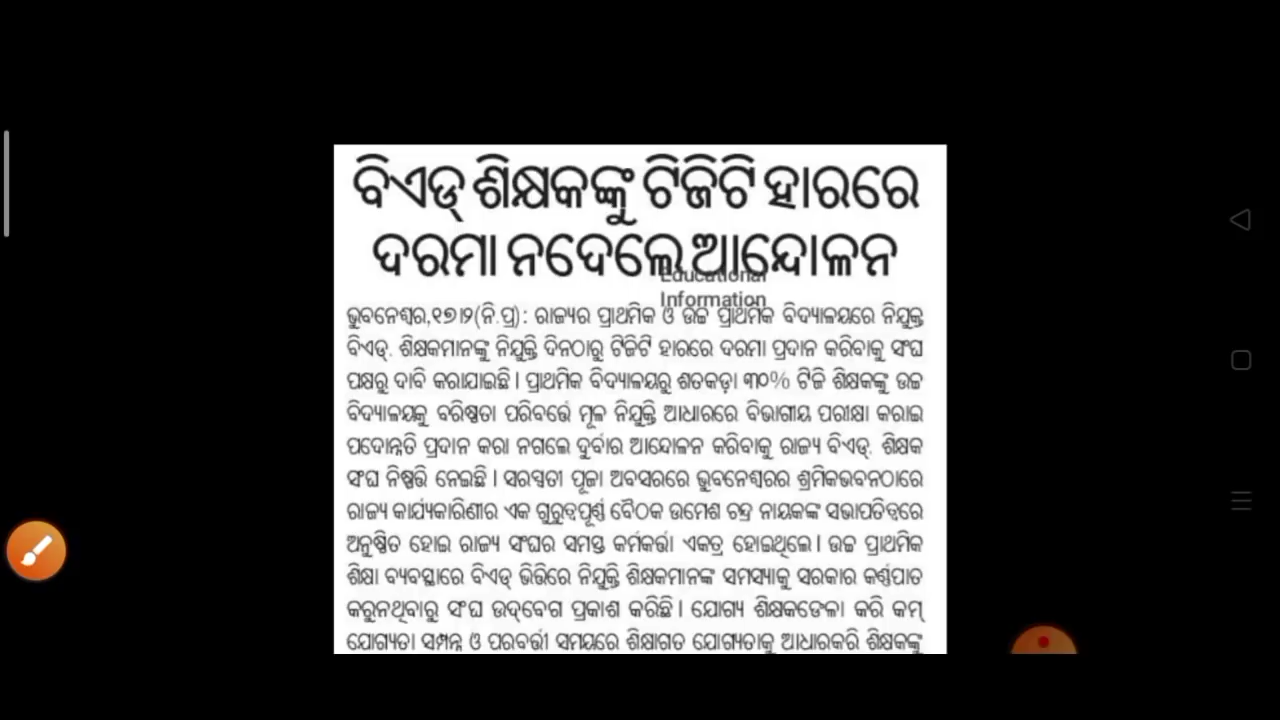 ବିଏଡ୍ ଶିକ୍ଷକଙ୍କୁ ଟିଜିଟି ହାରରେ
ଦରମା ନଦେଲେ ଆନ୍ଦୋଳନ
Educational
Information
ଭୁବନେଶ୍ୱର,୧୭।୨(ନି.ପ୍ର): ରାଜ୍ୟର ପ୍ରାଥମିକ ଓ ଉଚ୍ଚ ପ୍ରାଥମିକ ବିଦ୍ୟାଳୟରେ ନିଯୁକ୍ତ
ବିଏଡ୍. ଶିକ୍ଷକମାନଙ୍କୁ ନିଯୁକ୍ତି ଦିନଠାରୁ ଟିଜିଟି ହାରରେ ଦରମା ପ୍ରଦାନ କରିବାକୁ ସଂଘ
ପକ୍ଷରୁ ଦାବି କରାଯାଇଛି । ପ୍ରାଥମିକ ବିଦ୍ୟାଳୟରୁ ଶତକଡ଼ା ୩୦% ଟିଜି ଶିକ୍ଷକଙ୍କୁ ଉଚ୍ଚ
ବିଦ୍ୟାଳୟକୁ ବରିଷ୍ଠତା ପରିବର୍ତ୍ତେ ମୂଳ ନିଯୁକ୍ତି ଆଧାରରେ ବିଭାଗୀୟ ପରୀକ୍ଷା କରାଇ
ପଦୋନ୍ନତି ପ୍ରଦାନ କରା ନଗଲେ ଦୁର୍ବାର ଆନ୍ଦୋଳନ କରିବାକୁ ରାଜ୍ୟ ବିଏଡ୍. ଶିକ୍ଷକ
ସଂଘ ନିଷ୍ପତ୍ତି ନେଇଛି । ସରସ୍ୱତୀ ପୂଜା ଅବସରରେ ଭୁବନେଶ୍ୱରର ଶ୍ରମିକଭବନଠାରେ
ରାଜ୍ୟ କାର୍ଯ୍ୟକାରିଣୀର ଏକ ଗୁରୁତ୍ୱପୂର୍ଣ୍ଣ ବୈଠକ ଉମେଶ ଚନ୍ଦ୍ର ନାୟକଙ୍କ ସଭାପତିତ୍ୱରେ
ଅନୁଷ୍ଠିତ ହୋଇ ରାଜ୍ୟ ସଂଘର ସମସ୍ତ କର୍ମକର୍ତ୍ତା ଏକତ୍ର ହୋଇଥିଲେ । ଉଚ୍ଚ ପ୍ରାଥମିକ
ଶିକ୍ଷା ବ୍ୟବସ୍ଥାରେ ବିଏଡ୍ ଭିତ୍ତିରେ ନିଯୁକ୍ତି ଶିକ୍ଷକମାନଙ୍କ ସମସ୍ୟାକୁ ସରକାର କର୍ଣ୍ଣପାତ
କରୁନଥିବାରୁ ସଂଘ ଉଦ୍‌ବେଗ ପ୍ରକାଶ କରିଛି । ଯୋଗ୍ୟ ଶିକ୍ଷକଙ୍କୁ ଅବହେଳା କରି କମ୍
ଯୋଗ୍ୟତା ସମ୍ପନ୍ନ ଓ ପରବର୍ତ୍ତୀ ସମୟରେ ଶିକ୍ଷାଗତ ଯୋଗ୍ୟତାକୁ ଆଧାରକରି ଶିକ୍ଷକଙ୍କୁ